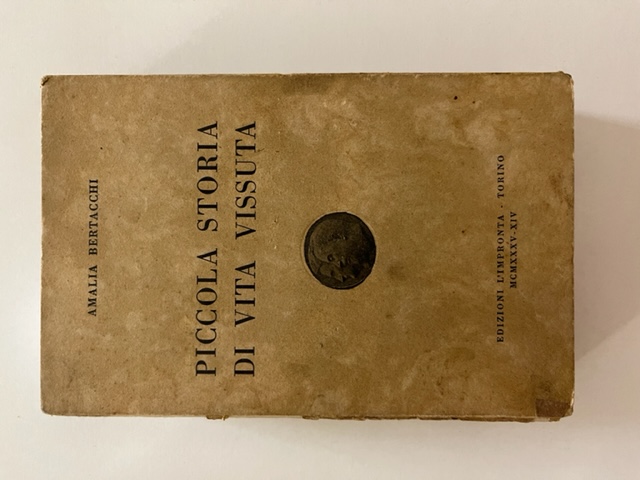 AMALIA BERTACCHI
PICCOLA STORIA
DI VITA VISSUTA
EDIZIONI L'IMPRONTA - TORINO
MCMXXXV-XIV